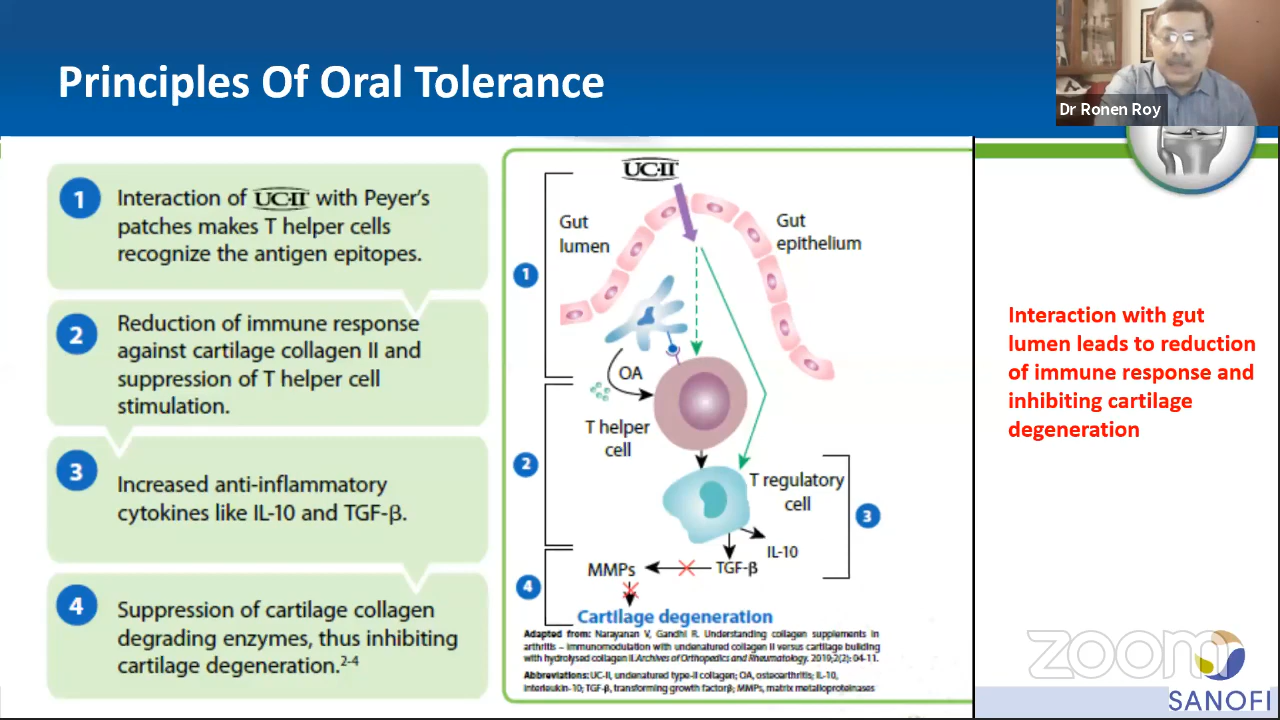 Principles Of Oral Tolerance
Dr Ronen Roy
1
Interaction of UC-II with Peyer's
patches makes T helper cells
recognize the antigen epitopes.
2
Reduction of immune response
against cartilage collagen II and
suppression of T helper cell
stimulation.
3
Increased anti-inflammatory
cytokines like IL-10 and TGF-β.
4
Suppression of cartilage collagen
degrading enzymes, thus inhibiting
cartilage degeneration.2-4
UC-II
Gut
lumen
Gut
epithelium
1
OA
T helper
cell
2
T regulatory
cell
3
IL-10
MMPs
TGF-β
4
Cartilage degeneration
Adapted from: Narayanan V, Gandhi R. Understanding collagen supplements in
arthritis – immunomodulation with undenatured collagen II versus cartilage building
with hydrolysed collagen II. Archives of Orthopedics and Rheumatology. 2019;2(2): 04-11.
Abbreviations: UC-II, undenatured type-II collagen; OA, osteoarthritis; IL-10,
interleukin-10; TGF-β, transforming growth factorβ; MMPs, matrix metalloproteinases
Interaction with gut
lumen leads to reduction
of immune response and
inhibiting cartilage
degeneration
zoom
SANOFI